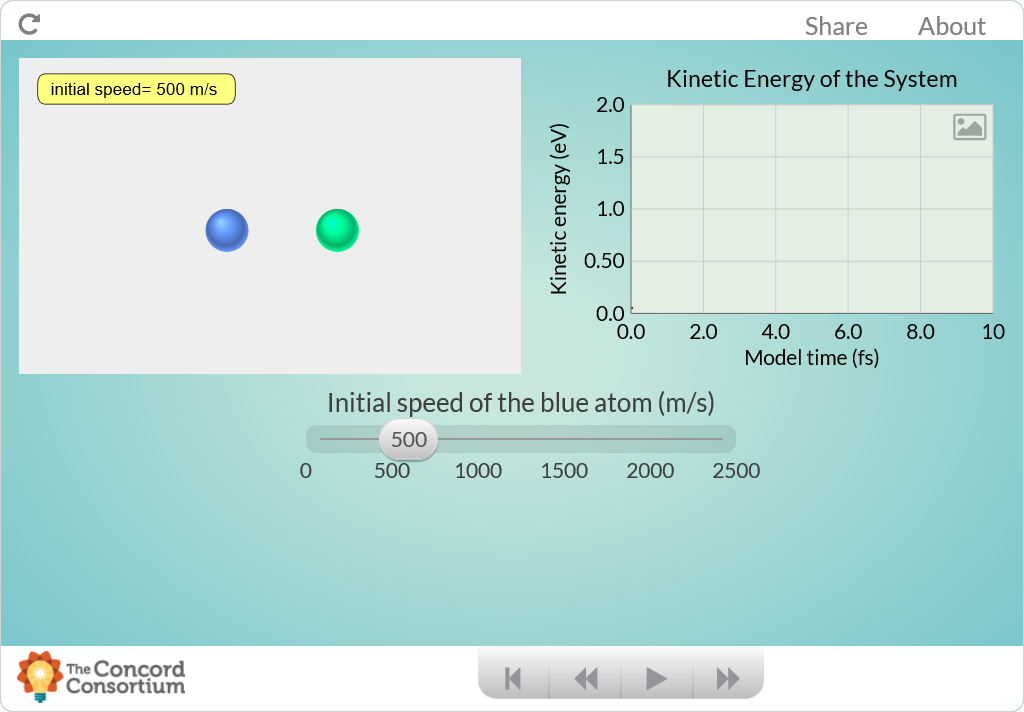 Share About
initial speed= 500 m/s
Kinetic Energy of the System
2.0
1.5
1.0
0.50
0.0
Kinetic energy (eV)
0.0 2.0 4.0 6.0 8.0 10
Model time (fs)
Initial speed of the blue atom (m/s)
500
0 500 1000 1500 2000 2500
The Concord
Consortium